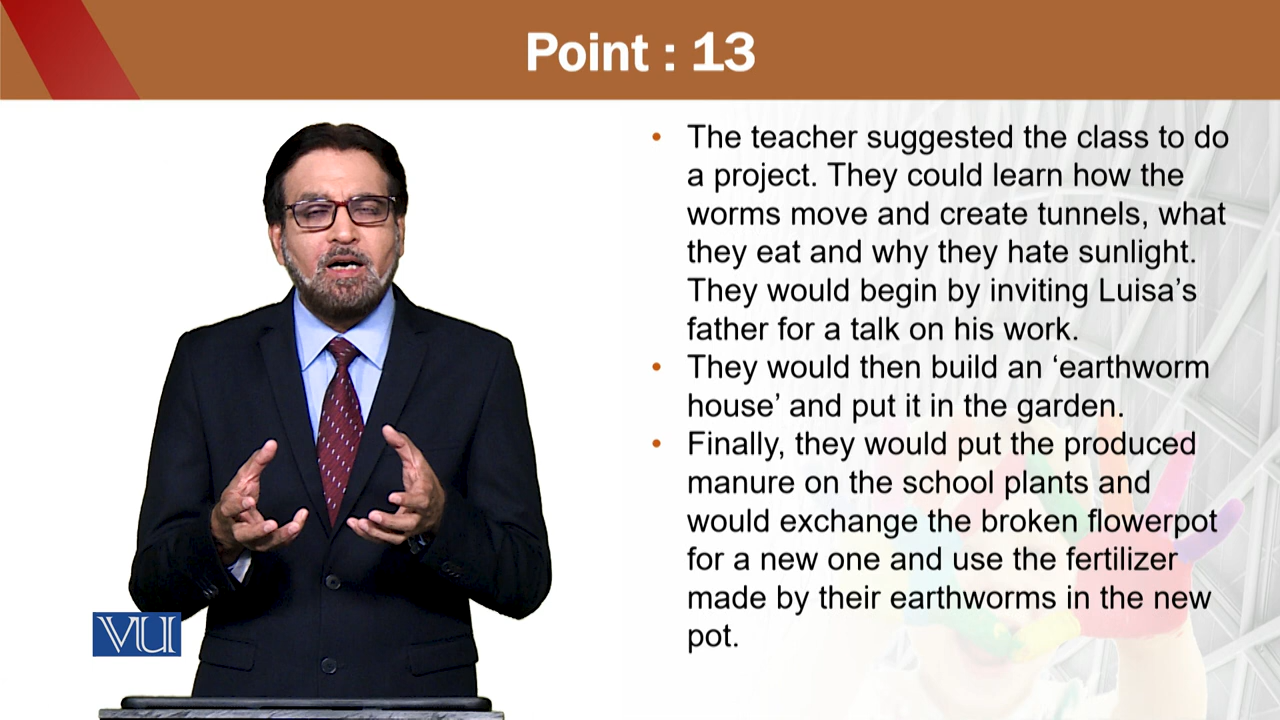 Point : 13
• The teacher suggested the class to do
a project. They could learn how the
worms move and create tunnels, what
they eat and why they hate sunlight.
They would begin by inviting Luisa’s
father for a talk on his work.
• They would then build an ‘earthworm
house’ and put it in the garden.
• Finally, they would put the produced
manure on the school plants and
would exchange the broken flowerpot
for a new one and use the fertilizer
made by their earthworms in the new
pot.
VU